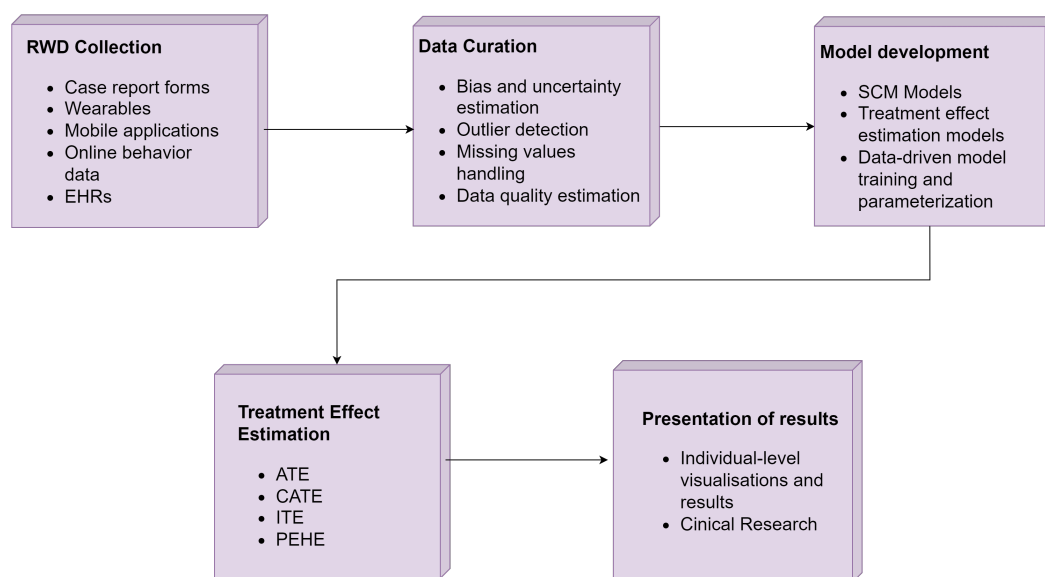 RWD Collection
Case report forms
Wearables
Mobile applications
Online behavior
data
EHRs
Data Curation
Bias and uncertainty
estimation
Outlier detection
Missing values
handling
Data quality estimation
Model development
SCM Models
Treatment effect
estimation models
Data-driven model
training and
parameterization
Treatment Effect
Estimation
ATE
CATE
ITE
PEHE
Presentation of results
Individual-level
visualisations and
results
Cinical Research